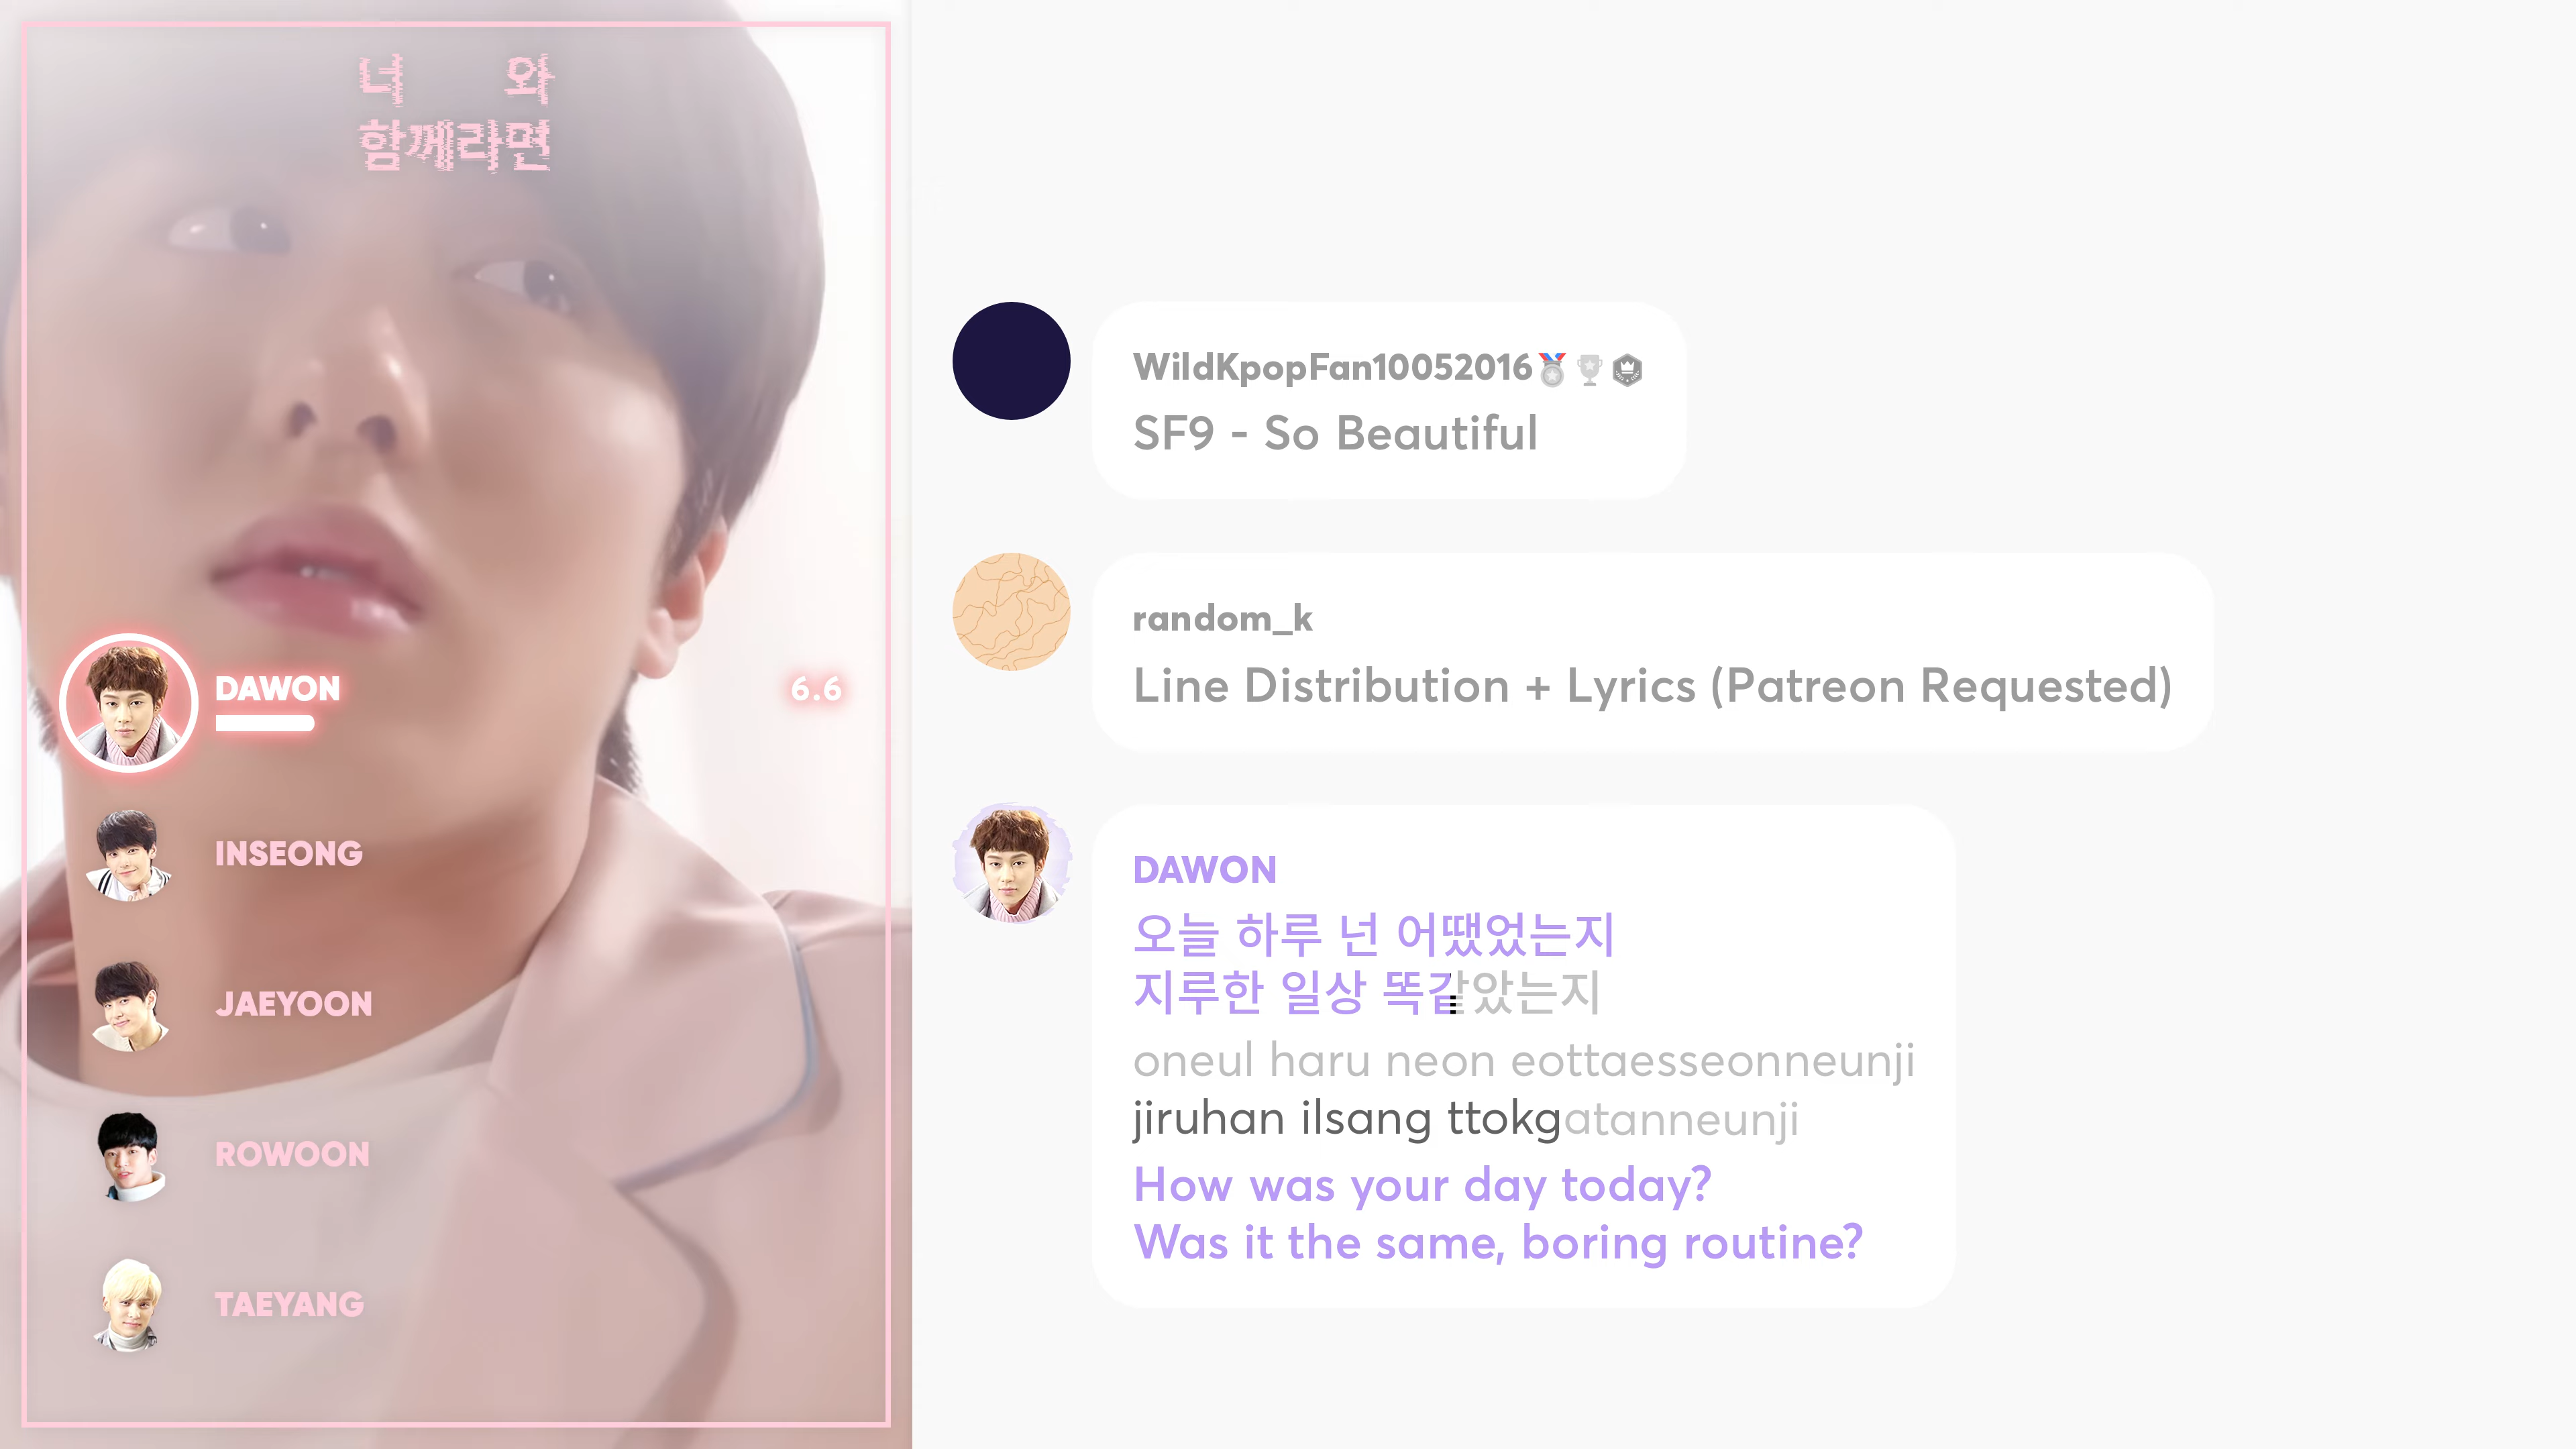 너 와
함께라면
DAWON
6.6
INSEONG
JAEYOON
ROWOON
TAEYANG
WildKpopFan10052016
SF9 - So Beautiful
random_k
Line Distribution + Lyrics (Patreon Requested)
DAWON
오늘 하루 넌 어땠었는지
지루한 일상 똑같았는지
oneul haru neon eottaesseonneunji
jiruhan ilsang ttokgatanneunji
How was your day today?
Was it the same, boring routine?